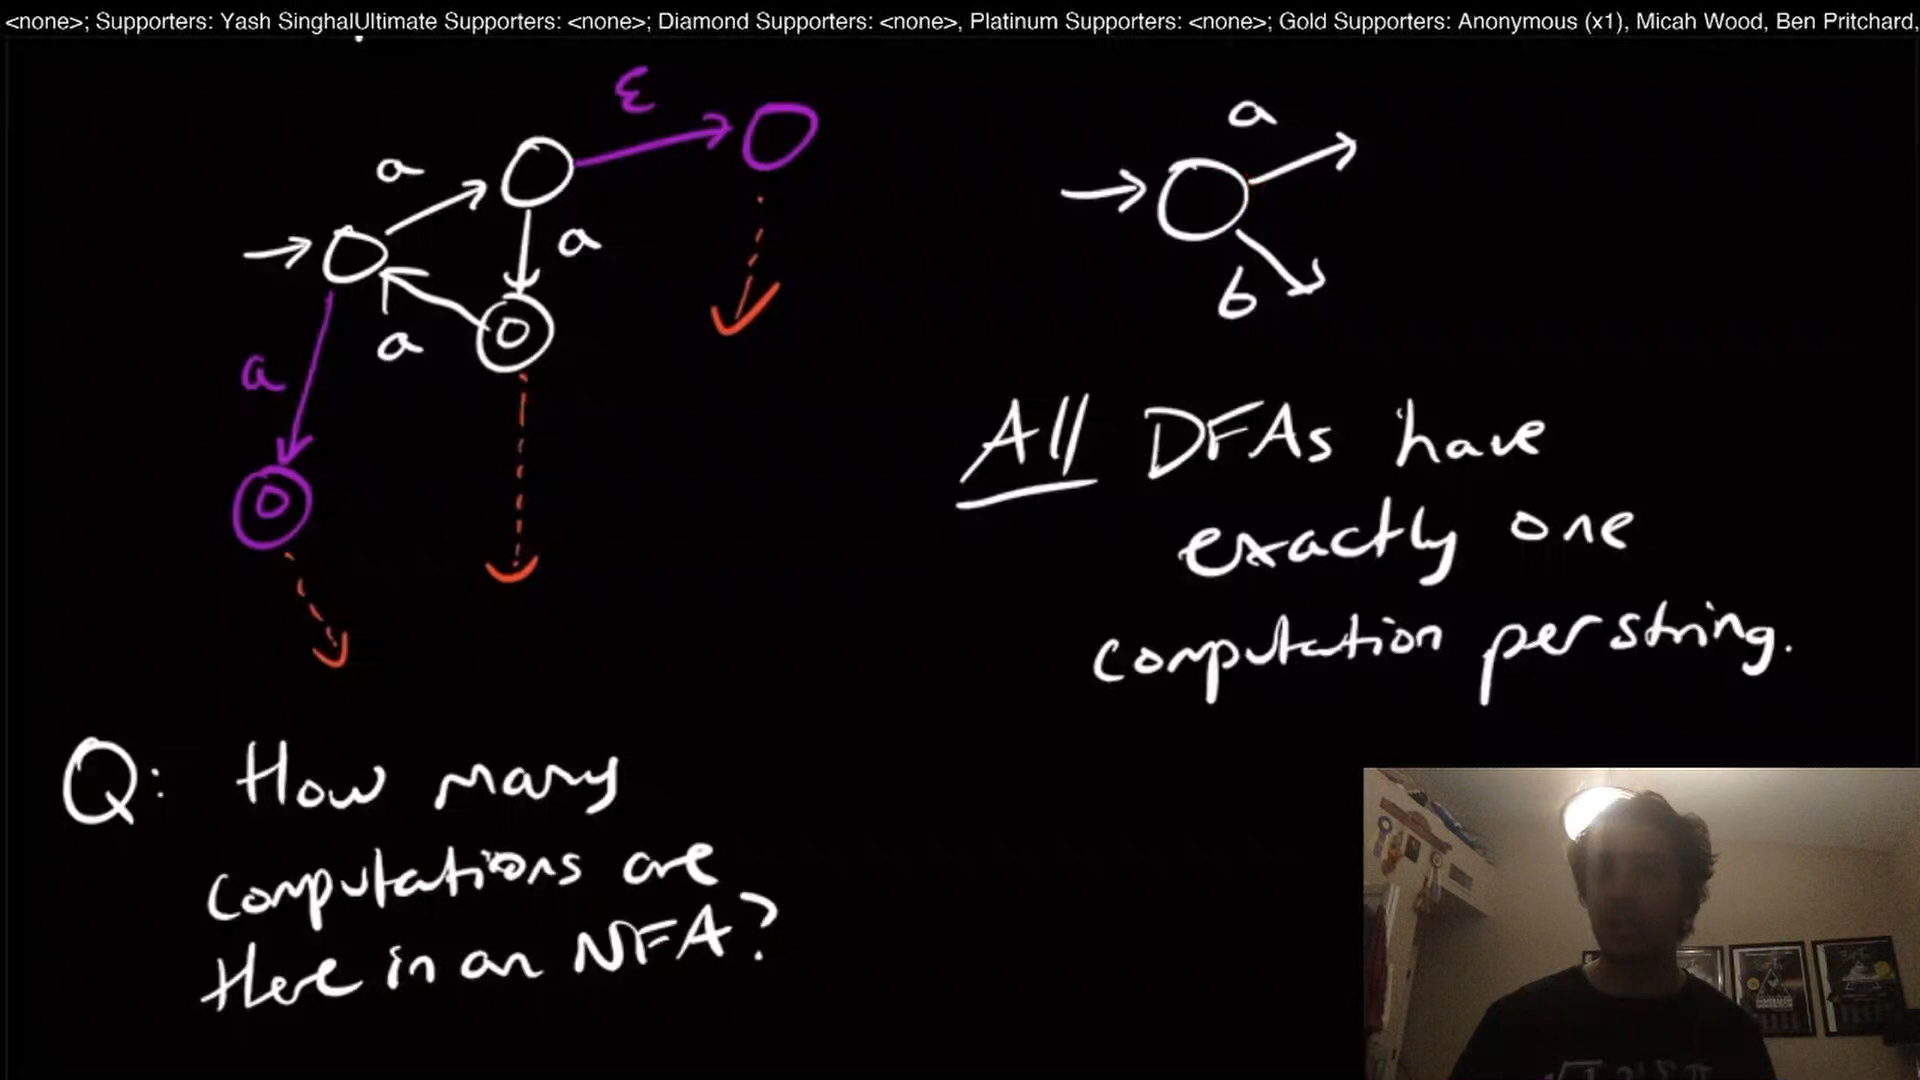 <none>; Supporters: Yash SinghalUltimate Supporters: <none>; Diamond Supporters: <none>, Platinum Supporters: <none>; Gold Supporters: Anonymous (x1), Micah Wood, Ben Pritchard,
ε
a
a
a
a
a
b
All DFAs have
exactly one
computation per string.
Q: How many
computations are
there in an NFA?